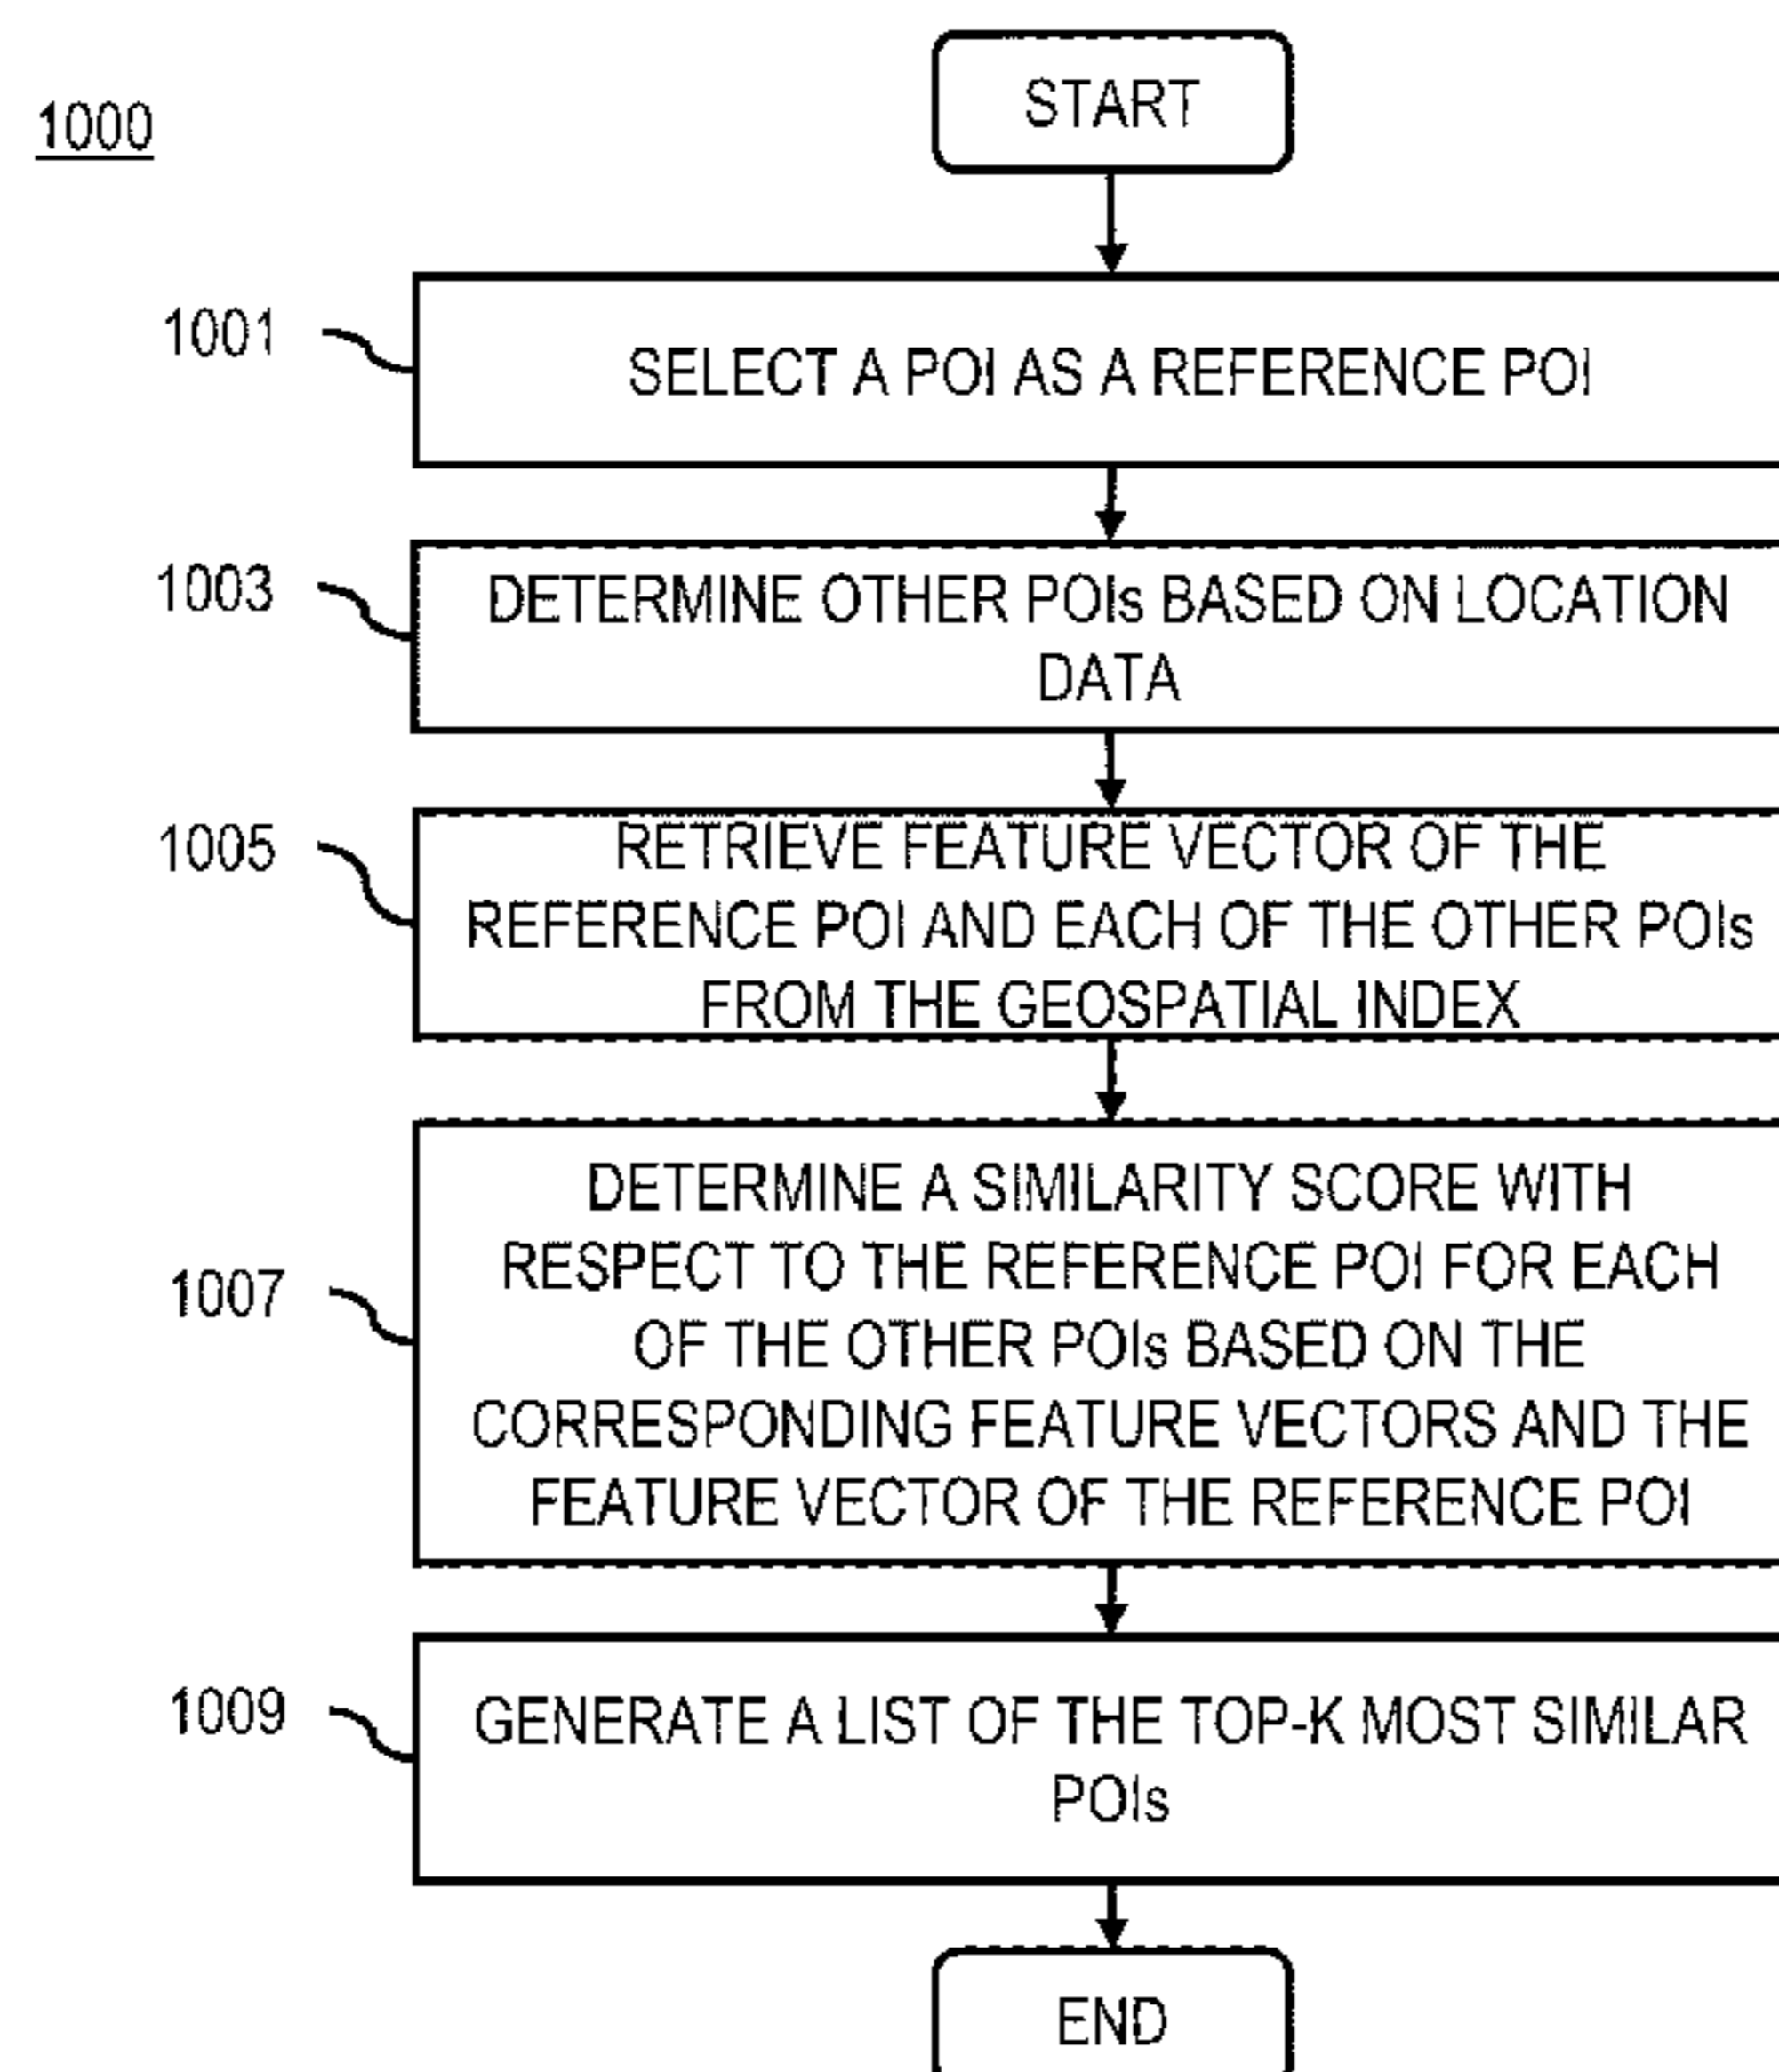 1000
START
1001
SELECT A POI AS A REFERENCE POI
1003
DETERMINE OTHER POIs BASED ON LOCATION
DATA
1005
RETRIEVE FEATURE VECTOR OF THE
REFERENCE POI AND EACH OF THE OTHER POIs
FROM THE GEOSPATIAL INDEX
1007
DETERMINE A SIMILARITY SCORE WITH
RESPECT TO THE REFERENCE POI FOR EACH
OF THE OTHER POIs BASED ON THE
CORRESPONDING FEATURE VECTORS AND THE
FEATURE VECTOR OF THE REFERENCE POI
1009
GENERATE A LIST OF THE TOP-K MOST SIMILAR
POIs
END